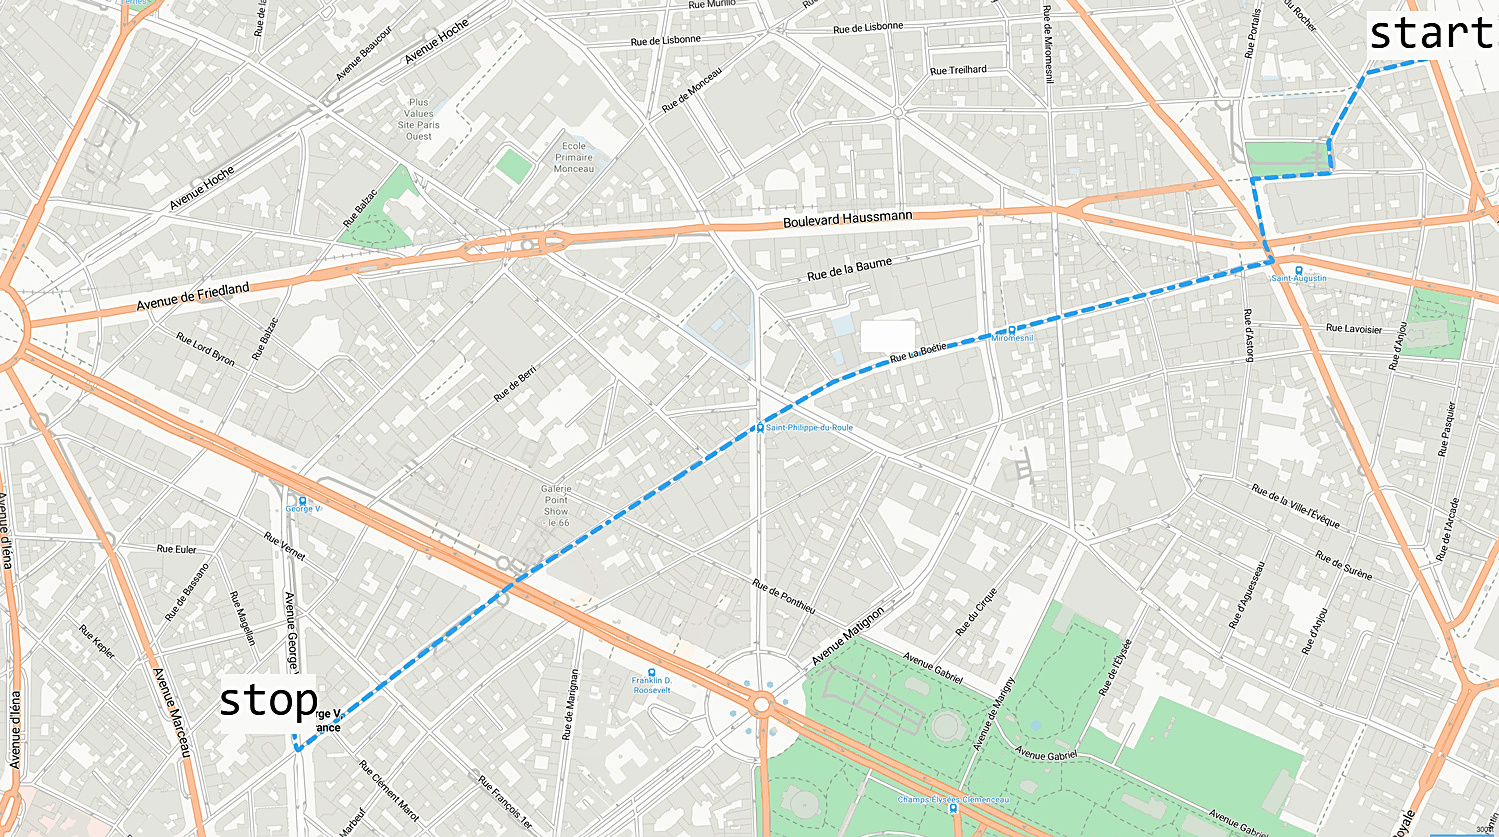 Ternes
Rue Murillo
Rue de Lisbonne
Rue de Lisbonne
Rue de Miromesnil
Rue Portalis
du Rocher
start
Avenue Beaucour
Avenue Hoche
Rue Treilhard
Rue de Monceau
Plus
Values
Site Paris
Ouest
Ecole
Primaire
Monceau
Avenue Hoche
Rue Balzac
Boulevard Haussmann
Rue de la Baume
Saint-Augustin
Avenue de Friedland
Rue Balzac
Rue Lord Byron
Rue de Berri
Miromesnil
Rue La Boétie
Rue d'Astorg
Rue Lavoisier
Rue d'Anjou
Saint-Philippe-du-Roule
Rue Pasquier
Galerie
Point
Show
- le 66
George V
Avenue d'Iéna
Rue de la Ville-l'Évêque
Rue de l'Arcade
Rue Euler
Rue Vernet
Rue de Bassano
Rue Magellan
Avenue George V
Rue de Surène
Rue d'Aguesseau
Rue d'Anjou
Rue de Ponthieu
Rue du Cirque
Avenue Matignon
Rue Kepler
Avenue Gabriel
Rue de l'Elysée
Franklin D.
Roosevelt
Avenue Marceau
Avenue d'Iéna
stop
rge V,
rance
Rue de Marignan
Avenue de Marigny
Avenue Gabriel
Rue Clément Marot
Rue François 1er
Marbeuf
Champs Elysées Clemenceau
Avenue Gabriel
oyale